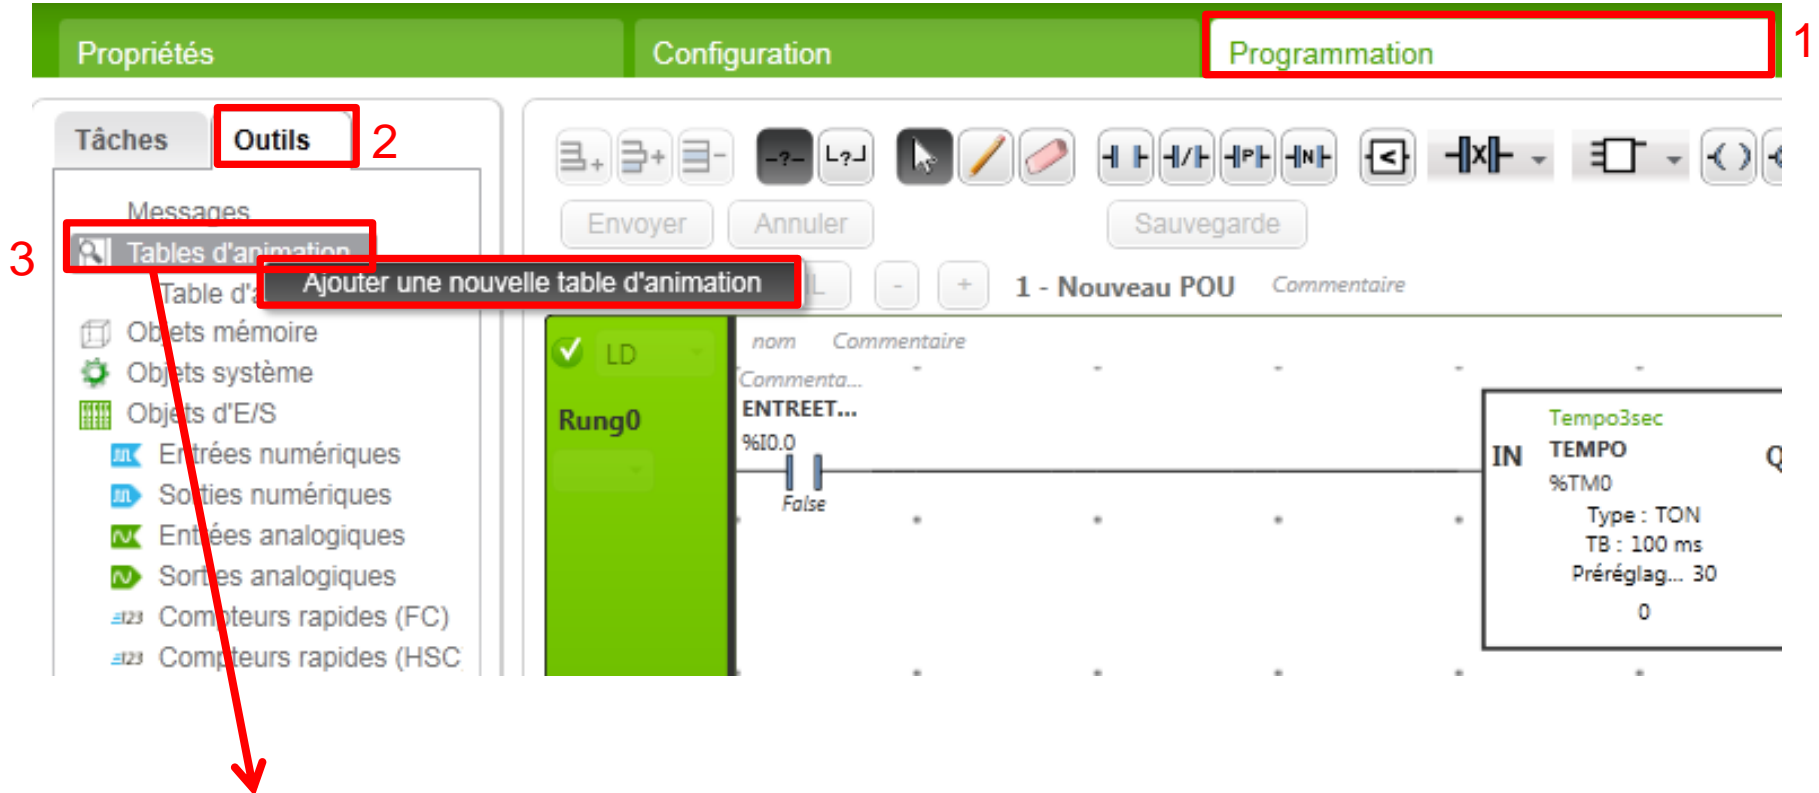 Propriétés
Configuration
Programmation
1
Tâches
Outils
2
Envoyer
Annuler
Sauvegarde
Messages
3
Tables d'animation
Ajouter une nouvelle table d'animation
Table d'a
1 - Nouveau POU
Commentaire
Objets mémoire
Objets système
Objets d'E/S
Entrées numériques
Sorties numériques
Entrées analogiques
Sorties analogiques
Compteurs rapides (FC)
Compteurs rapides (HSC
LD
Rung0
nom
Commentaire
Commenta...
ENTREET...
%I0.0
False
Tempo3sec
IN
TEMPO
Q
%TM0
Type : TON
TB : 100 ms
Préréglag... 30
0